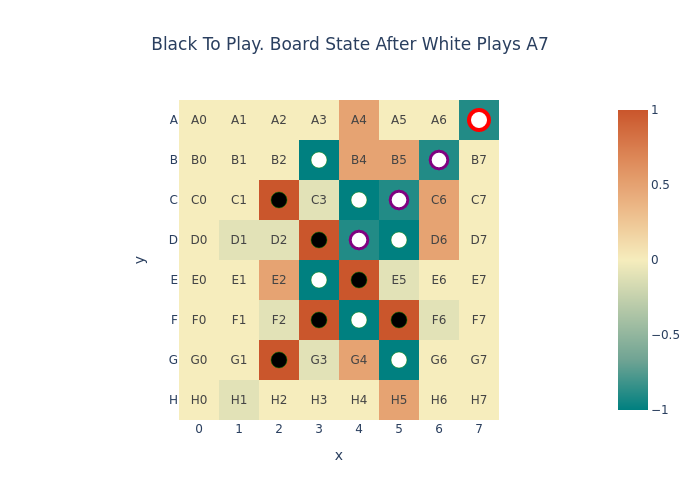 Black To Play. Board State After White Plays A7
A A0 A1 A2 A3 A4 A5 A6
B B0 B1 B2 B4 B5 B7
C C0 C1 C3 C6 C7
D D0 D1 D2 D6 D7
E E0 E1 E2 E5 E6 E7
F F0 F1 F2 F6 F7
G G0 G1 G3 G4 G6 G7
H H0 H1 H2 H3 H4 H5 H6 H7
0 1 2 3 4 5 6 7
x
y
1
0.5
0
−0.5
−1